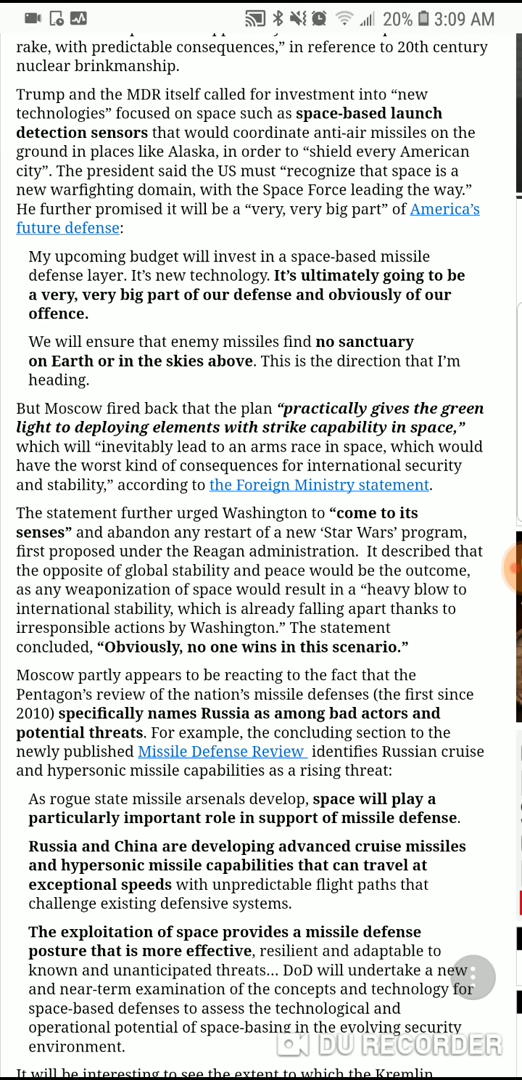 20% 3:09 AM
rake, with predictable consequences,” in reference to 20th century
nuclear brinkmanship.
Trump and the MDR itself called for investment into “new
technologies” focused on space such as space-based launch
detection sensors that would coordinate anti-air missiles on the
ground in places like Alaska, in order to “shield every American
city”. The president said the US must “recognize that space is a
new warfighting domain, with the Space Force leading the way.”
He further promised it will be a “very, very big part” of America’s
future defense:
My upcoming budget will invest in a space-based missile
defense layer. It’s new technology. It’s ultimately going to be
a very, very big part of our defense and obviously of our
offence.
We will ensure that enemy missiles find no sanctuary
on Earth or in the skies above. This is the direction that I’m
heading.
But Moscow fired back that the plan “practically gives the green
light to deploying elements with strike capability in space,”
which will “inevitably lead to an arms race in space, which would
have the worst kind of consequences for international security
and stability,” according to the Foreign Ministry statement.
The statement further urged Washington to “come to its
senses” and abandon any restart of a new ‘Star Wars’ program,
first proposed under the Reagan administration. It described that
the opposite of global stability and peace would be the outcome,
as any weaponization of space would result in a “heavy blow to
international stability, which is already falling apart thanks to
irresponsible actions by Washington.” The statement
concluded, “Obviously, no one wins in this scenario.”
Moscow partly appears to be reacting to the fact that the
Pentagon’s review of the nation’s missile defenses (the first since
2010) specifically names Russia as among bad actors and
potential threats. For example, the concluding section to the
newly published Missile Defense Review identifies Russian cruise
and hypersonic missile capabilities as a rising threat:
As rogue state missile arsenals develop, space will play a
particularly important role in support of missile defense.
Russia and China are developing advanced cruise missiles
and hypersonic missile capabilities that can travel at
exceptional speeds with unpredictable flight paths that
challenge existing defensive systems.
The exploitation of space provides a missile defense
posture that is more effective, resilient and adaptable to
known and unanticipated threats… DoD will undertake a new
and near-term examination of the concepts and technology for
space-based defenses to assess the technological and
operational potential of space-basing in the evolving security
environment.
DU RECORDER
It will be interesting to see the extent to which the Kremlin